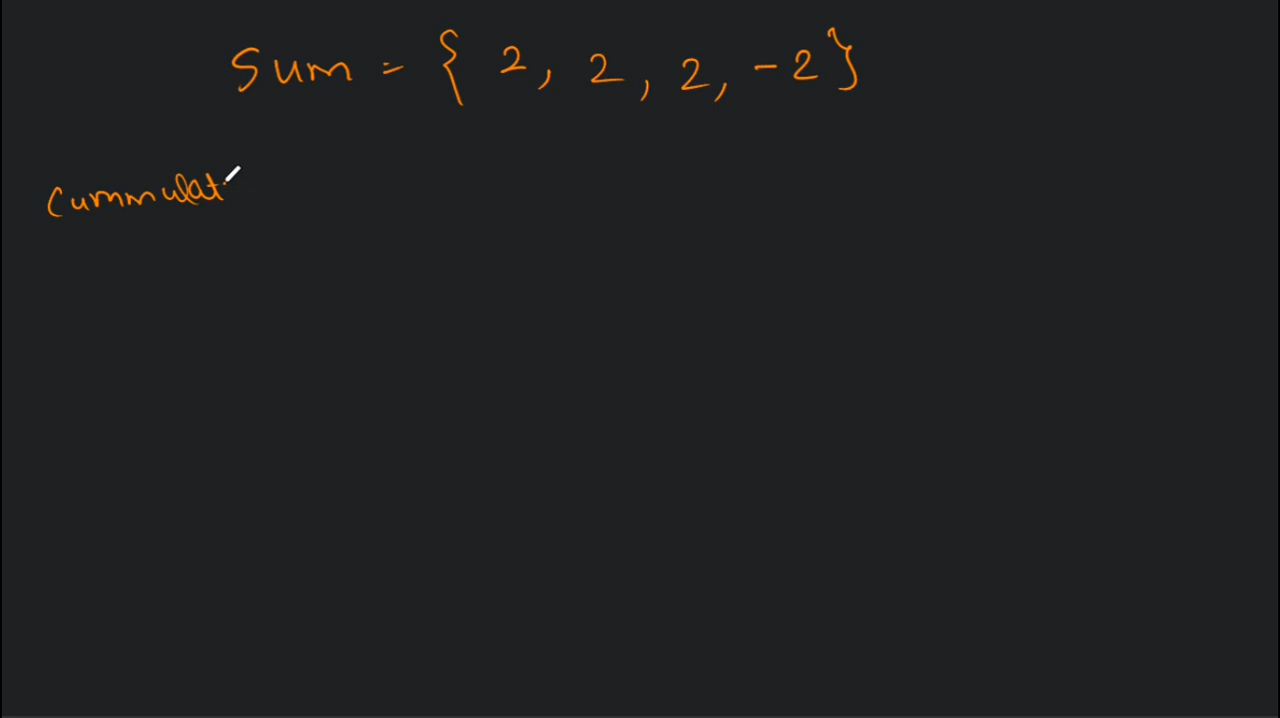 Sum = { 2, 2, 2, -2}
Cummulat